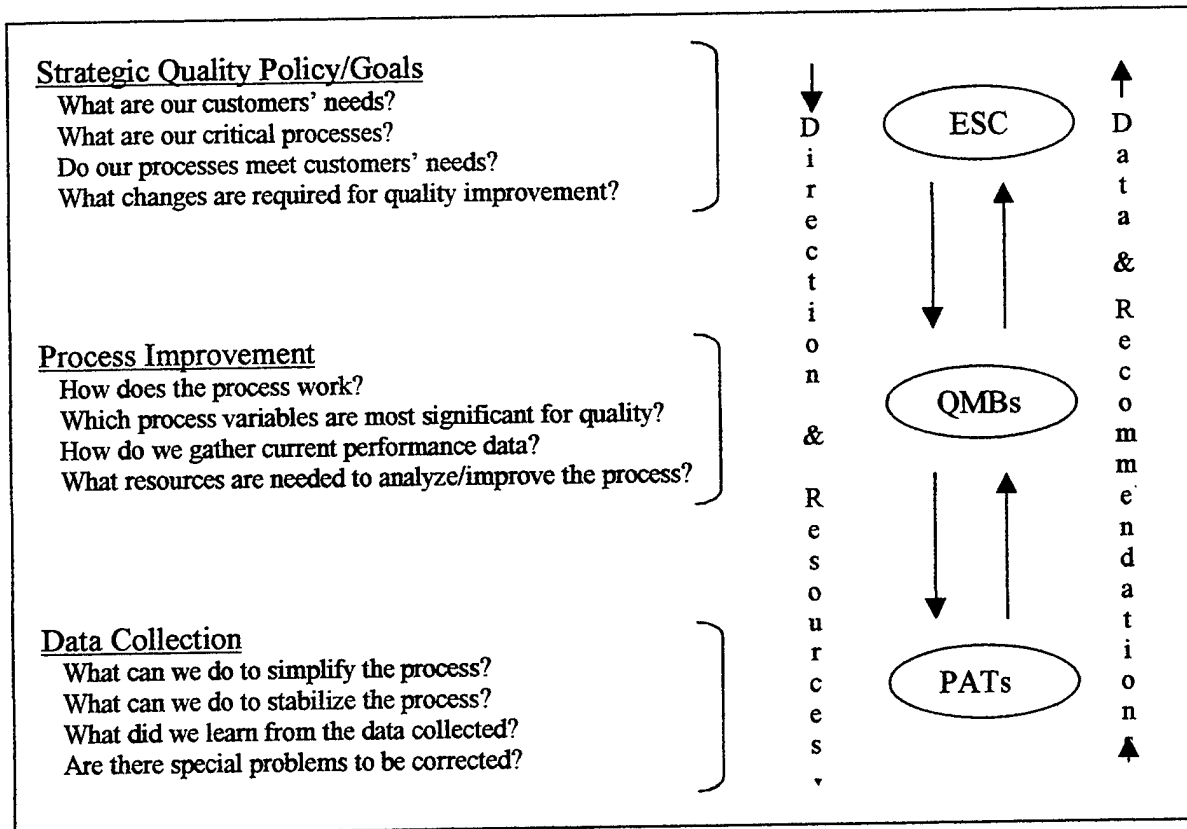 Strategic Quality Policy/Goals
What are our customers' needs?
What are our critical processes?
Do our processes meet customers' needs?
What changes are required for quality improvement?
Process Improvement
How does the process work?
Which process variables are most significant for quality?
How do we gather current performance data?
What resources are needed to analyze/improve the process?
Data Collection
What can we do to simplify the process?
What can we do to stabilize the process?
What did we learn from the data collected?
Are there special problems to be corrected?
Direction & Resources
ESC
QMBs
PATs
Data & Recommendations